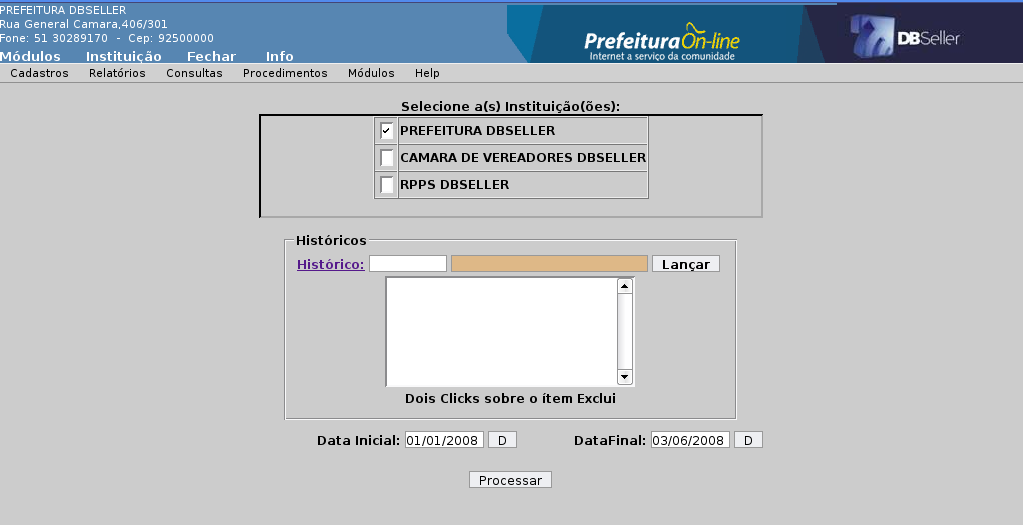 PREFEITURA DBSELLER
Rua General Camara,406/301
Fone: 51 30289170 - Cep: 92500000
PrefeituraOn-line
Internet a serviço da comunidade
DBSeller
Módulos Instituição Fechar Info
Cadastros Relatórios Consultas Procedimentos Módulos Help
Selecione a(s) Instituição(ões):
PREFEITURA DBSELLER
CAMARA DE VEREADORES DBSELLER
RPPS DBSELLER
Históricos
Histórico: Lançar
Dois Clicks sobre o ítem Exclui
Data Inicial: 01/01/2008 D DataFinal: 03/06/2008 D
Processar